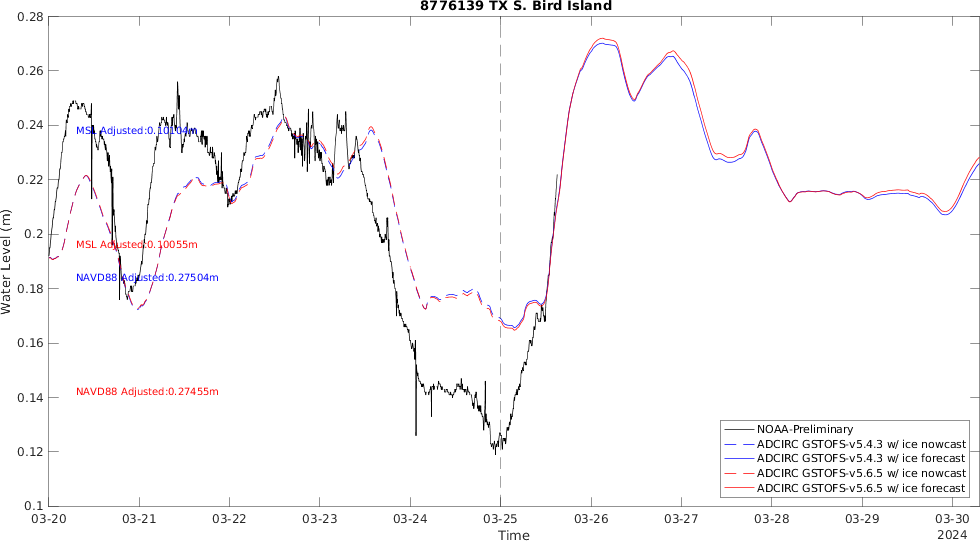 8776139 TX S. Bird Island
0.28
0.26
0.24
0.22
0.2
0.18
0.16
0.14
0.12
0.1
Water Level (m)
MSL Adjusted:0.10104m
MSL Adjusted:0.10055m
NAVD88 Adjusted:0.27504m
NAVD88 Adjusted:0.27455m
NOAA-Preliminary
ADCIRC GSTOFS-v5.4.3 w/ ice nowcast
ADCIRC GSTOFS-v5.4.3 w/ ice forecast
ADCIRC GSTOFS-v5.6.5 w/ ice nowcast
ADCIRC GSTOFS-v5.6.5 w/ ice forecast
03-20 03-21 03-22 03-23 03-24 03-25 03-26 03-27 03-28 03-29 03-30
Time 2024